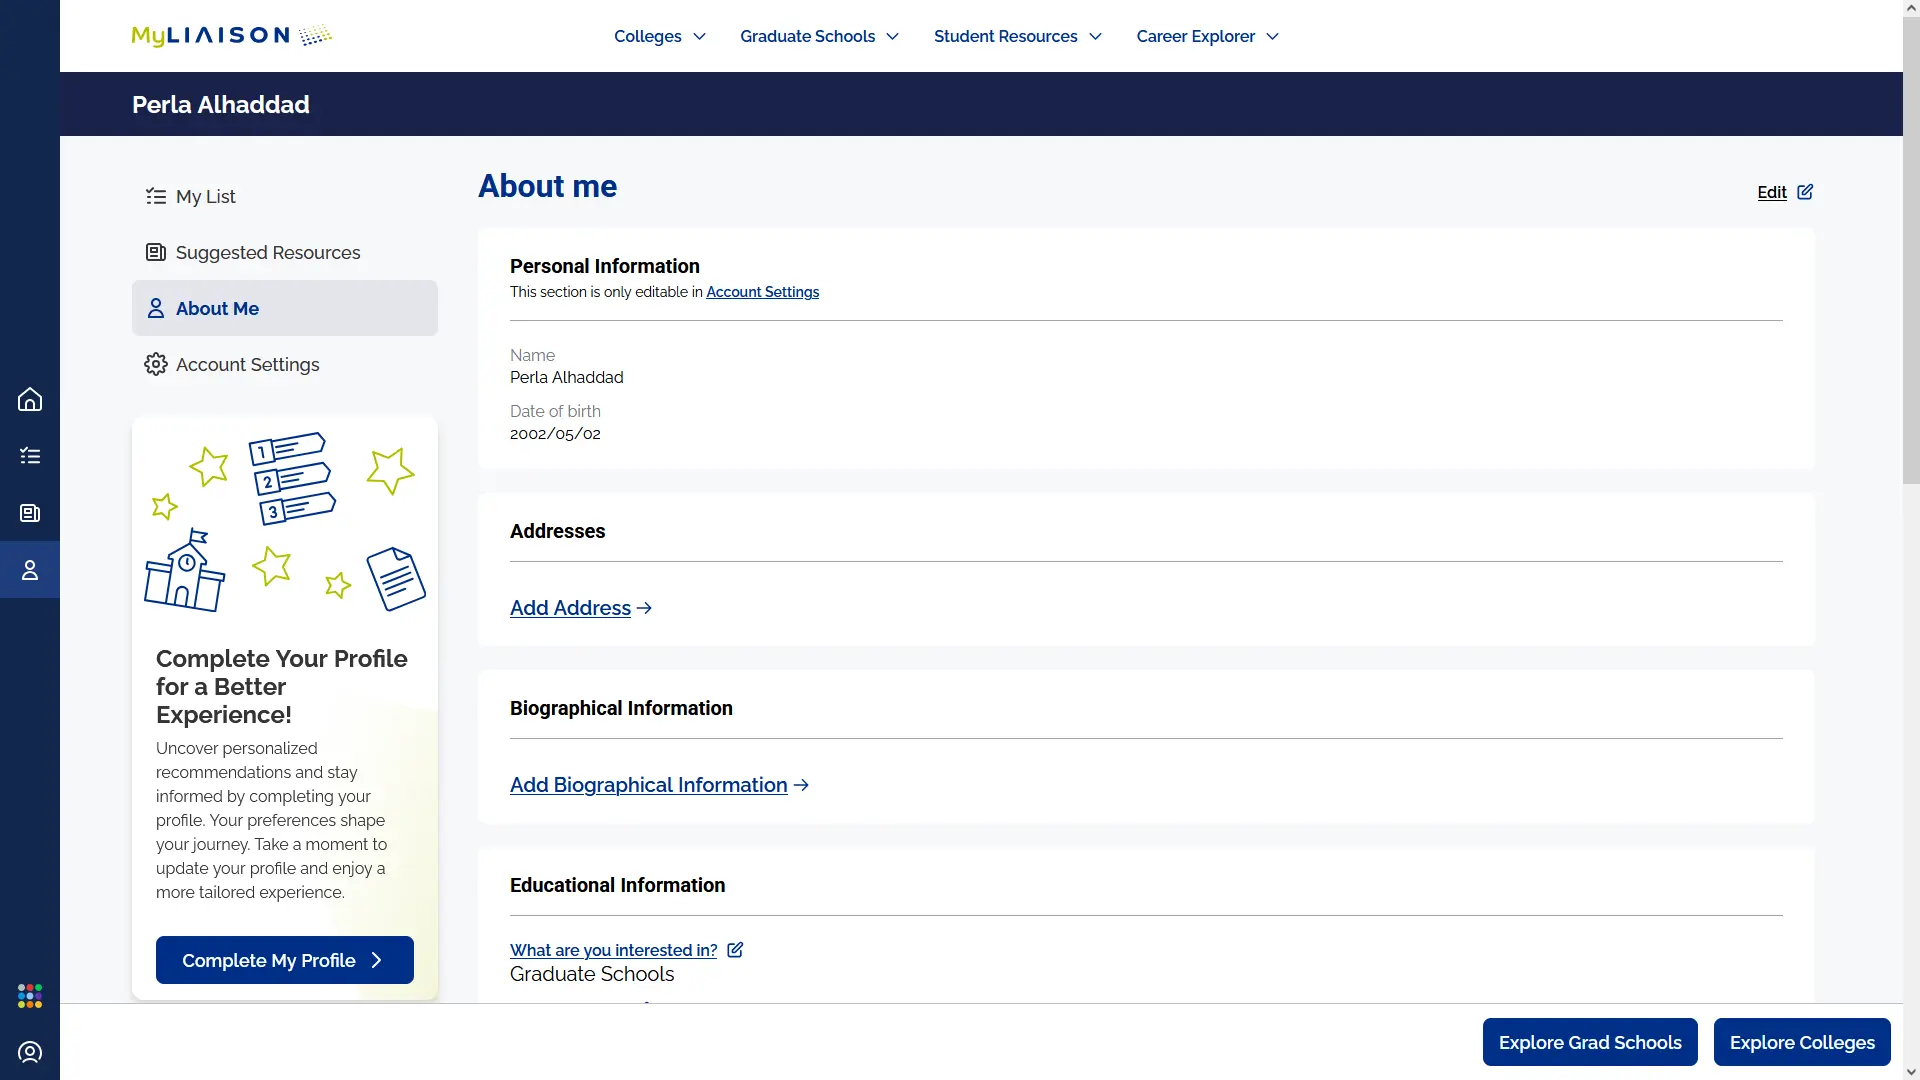 MyLIAISON
Colleges
Graduate Schools
Student Resources
Career Explorer
Perla Alhaddad
My List
Suggested Resources
About Me
Account Settings
1
2
3
Complete Your Profile
for a Better
Experience!
Uncover personalized
recommendations and stay
informed by completing your
profile. Your preferences shape
your journey. Take a moment to
update your profile and enjoy a
more tailored experience.
Complete My Profile
About me
Edit
Personal Information
This section is only editable in Account Settings
Name
Perla Alhaddad
Date of birth
2002/05/02
Addresses
Add Address
Biographical Information
Add Biographical Information
Educational Information
What are you interested in?
Graduate Schools
Explore Grad Schools
Explore Colleges